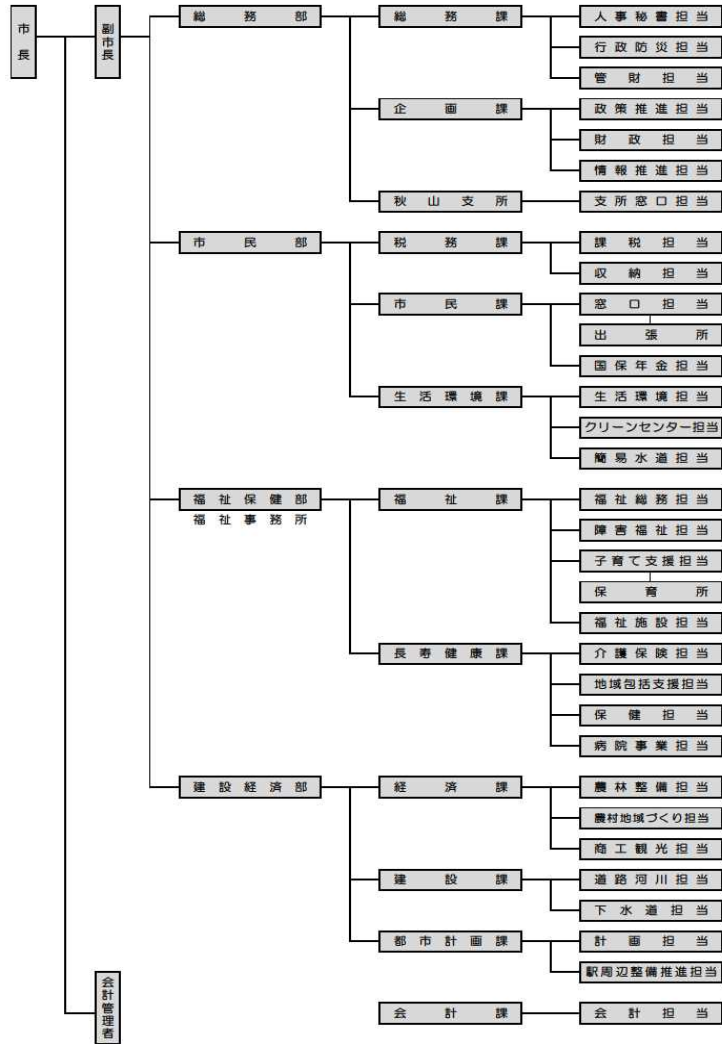 市長
副市長
総務部
総務課
人事秘書担当
行政防災担当
管財担当
企画課
政策推進担当
財政担当
情報推進担当
秋山支所
支所窓口担当
市民部
税務課
課税担当
収納担当
市民課
窓口担当
出張所
国保年金担当
生活環境課
生活環境担当
クリーンセンター担当
簡易水道担当
福祉保健部
福祉事務所
福祉課
福祉総務担当
障害福祉担当
子育て支援担当
保育所
福祉施設担当
長寿健康課
介護保険担当
地域包括支援担当
保健担当
病院事業担当
建設経済部
経済課
農林整備担当
農村地域づくり担当
商工観光担当
建設課
道路河川担当
下水道担当
都市計画課
計画担当
駅周辺整備推進担当
会計管理者
会計課
会計担当